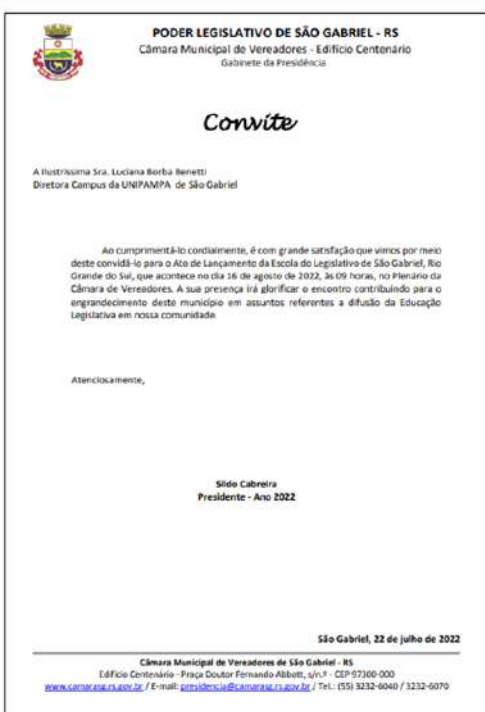 PODER LEGISLATIVO DE SÃO GABRIEL - RS
Câmara Municipal de Vereadores - Edifício Centenário
Gabinete da Presidência
Convite
A Ilustríssima Sra. Luciana Borba Benetti
Diretora Campus da UNIPAMPA de São Gabriel
Ao cumprimentá-lo cordialmente, é com grande satisfação que vimos por meio
deste convidá-lo para o Ato de Lançamento da Escola do Legislativo de São Gabriel, Rio
Grande do Sul, que acontece no dia 16 de agosto de 2022, às 09 horas, no Plenário da
Câmara de Vereadores. A sua presença irá glorificar o encontro contribuindo para o
engrandecimento deste município em assuntos referentes a difusão da Educação
Legislativa em nossa comunidade.
Atenciosamente,
Sildo Cabreira
Presidente - Ano 2022
São Gabriel, 22 de julho de 2022
Câmara Municipal de Vereadores de São Gabriel - RS
Edifício Centenário - Praça Doutor Fernando Abbott, s/n.º - CEP 97300-000
www.camarasg.rs.gov.br / E-mail: presidencia@camarasg.rs.gov.br / Tel.: (55) 3232-6040 / 3232-6070